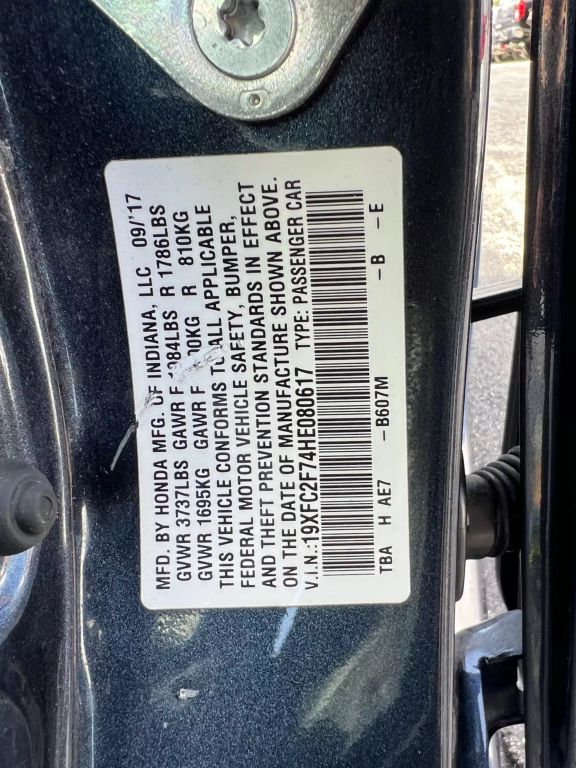 MFD. BY HONDA MFG. OF INDIANA, LLC 09/'17
GVWR 3737LBS GAWR F LBS R 1786LBS
GVWR 1695KG GAWR F KG R 810KG
THIS VEHICLE CONFORMS TO ALL APPLICABLE
FEDERAL MOTOR VEHICLE SAFETY, BUMPER,
AND THEFT PREVENTION STANDARDS IN EFFECT
ON THE DATE OF MANUFACTURE SHOWN ABOVE.
V.I.N.:19XFC2F74HE080617 TYPE: PASSENGER CAR
TBA H AE7 -B607M -B -E